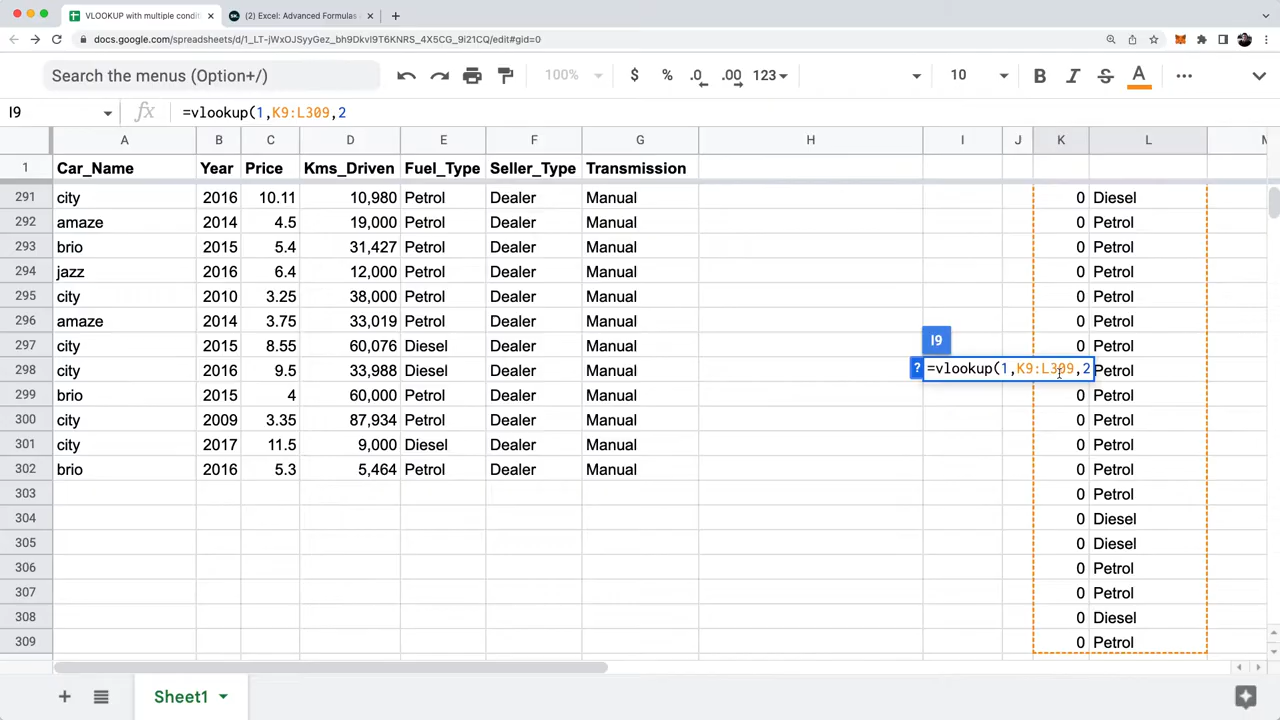 VLOOKUP with multiple conditi
(2) Excel: Advanced Formulas
docs.google.com/spreadsheets/d/1_LT-jWxOJSyyGez_bh9Dkvl9T6KNRS_4X5CG_9i21CQ/edit#gid=0
Search the menus (Option+/)
100%
$ % .0 .00 123
10 B I S A
I9 fx =vlookup(1,K9:L309,2
A B C D E F G H I J K L M
1 Car_Name Year Price Kms_Driven Fuel_Type Seller_Type Transmission
291 city 2016 10.11 10,980 Petrol Dealer Manual 0 Diesel
292 amaze 2014 4.5 19,000 Petrol Dealer Manual 0 Petrol
293 brio 2015 5.4 31,427 Petrol Dealer Manual 0 Petrol
294 jazz 2016 6.4 12,000 Petrol Dealer Manual 0 Petrol
295 city 2010 3.25 38,000 Petrol Dealer Manual 0 Petrol
296 amaze 2014 3.75 33,019 Petrol Dealer Manual 0 Petrol
I9
297 city 2015 8.55 60,076 Diesel Dealer Manual 0 Petrol
298 city 2016 9.5 33,988 Diesel Dealer Manual ? =vlookup(1,K9:L309,2 Petrol
299 brio 2015 4 60,000 Petrol Dealer Manual 0 Petrol
300 city 2009 3.35 87,934 Petrol Dealer Manual 0 Petrol
301 city 2017 11.5 9,000 Diesel Dealer Manual 0 Petrol
302 brio 2016 5.3 5,464 Petrol Dealer Manual 0 Petrol
303 0 Petrol
304 0 Diesel
305 0 Diesel
306 0 Petrol
307 0 Petrol
308 0 Diesel
309 0 Petrol
Sheet1